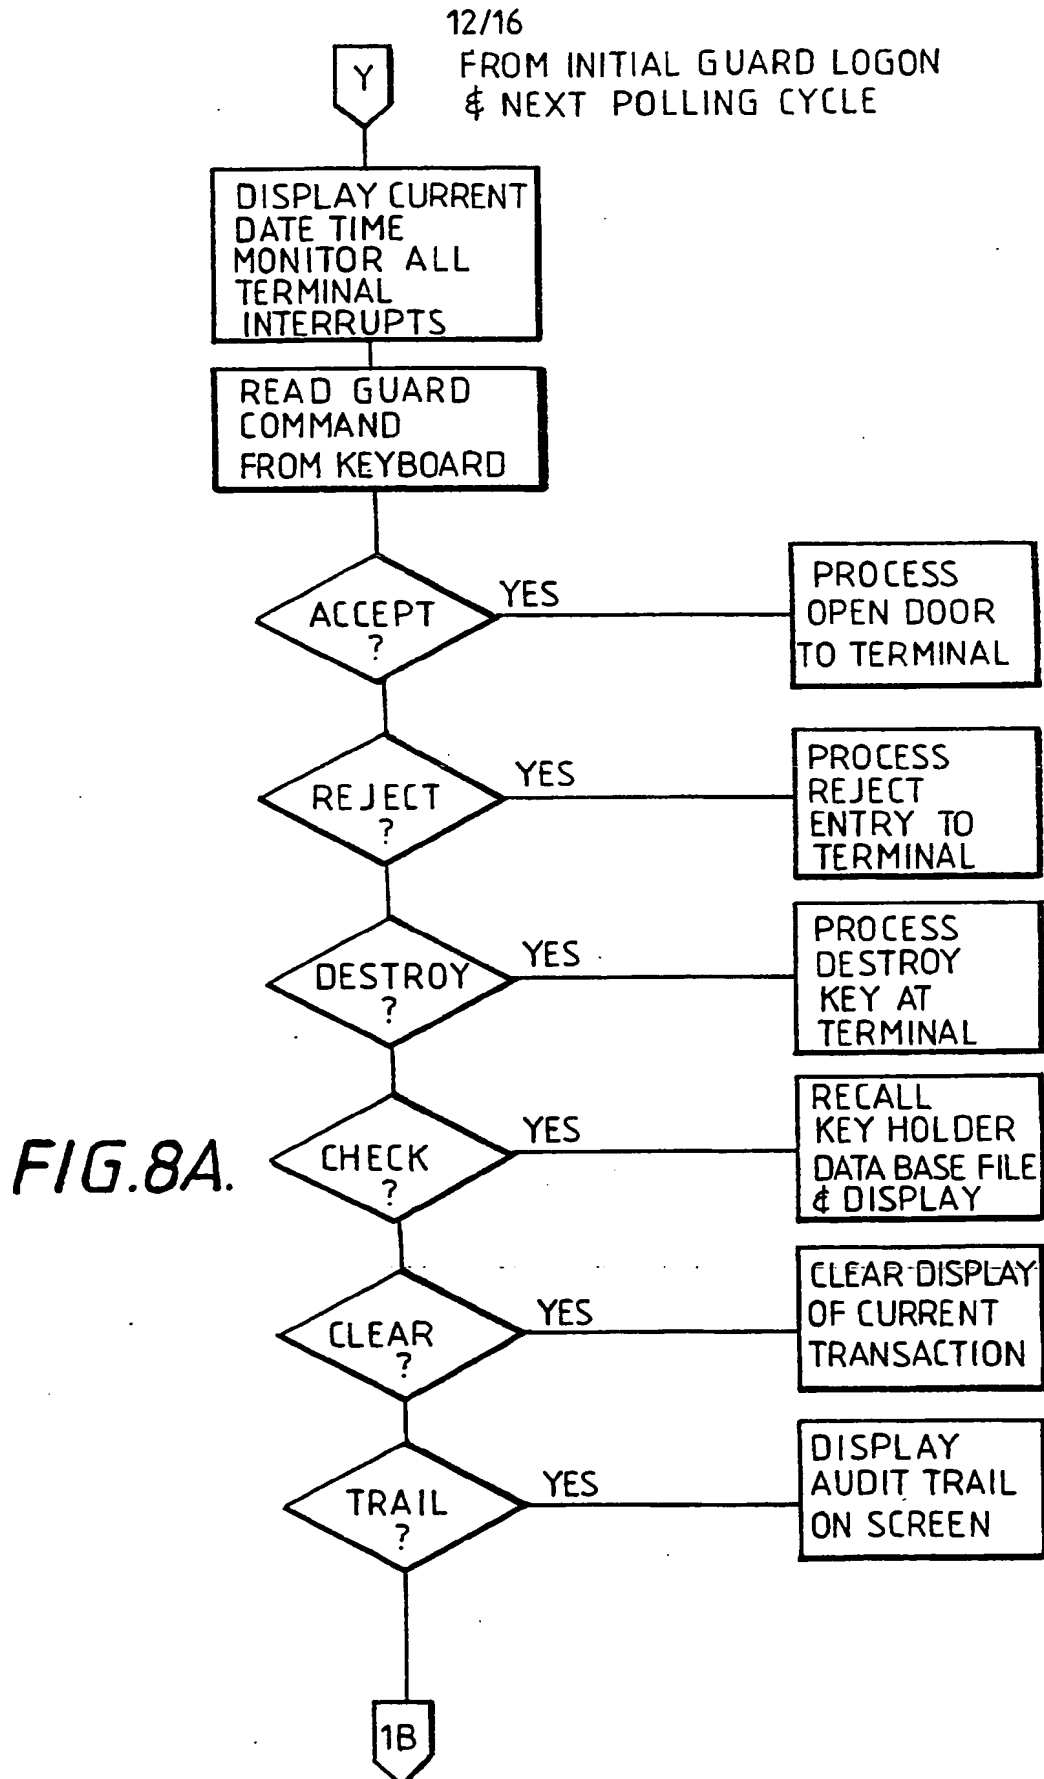 12/16
Y
FROM INITIAL GUARD LOGON
& NEXT POLLING CYCLE
DISPLAY CURRENT
DATE TIME
MONITOR ALL
TERMINAL
INTERRUPTS
READ GUARD
COMMAND
FROM KEYBOARD
ACCEPT
?
YES
PROCESS
OPEN DOOR
TO TERMINAL
REJECT
?
YES
PROCESS
REJECT
ENTRY TO
TERMINAL
DESTROY
?
YES
PROCESS
DESTROY
KEY AT
TERMINAL
FIG.8A.
CHECK
?
YES
RECALL
KEY HOLDER
DATA BASE FILE
& DISPLAY
CLEAR
?
YES
CLEAR DISPLAY
OF CURRENT
TRANSACTION
TRAIL
?
YES
DISPLAY
AUDIT TRAIL
ON SCREEN
1B